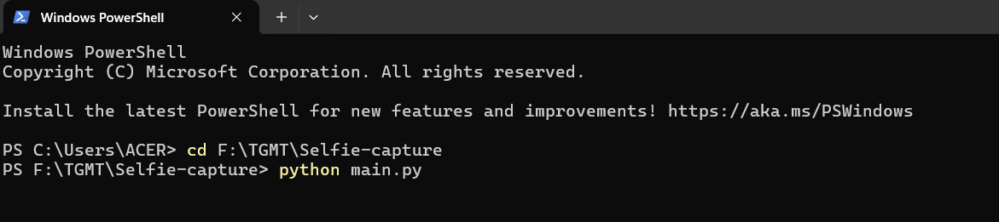 Windows PowerShell
Windows PowerShell
Copyright (C) Microsoft Corporation. All rights reserved.
Install the latest PowerShell for new features and improvements! https://aka.ms/PSWindows
PS C:\Users\ACER> cd F:\TGMT\Selfie-capture
PS F:\TGMT\Selfie-capture> python main.py